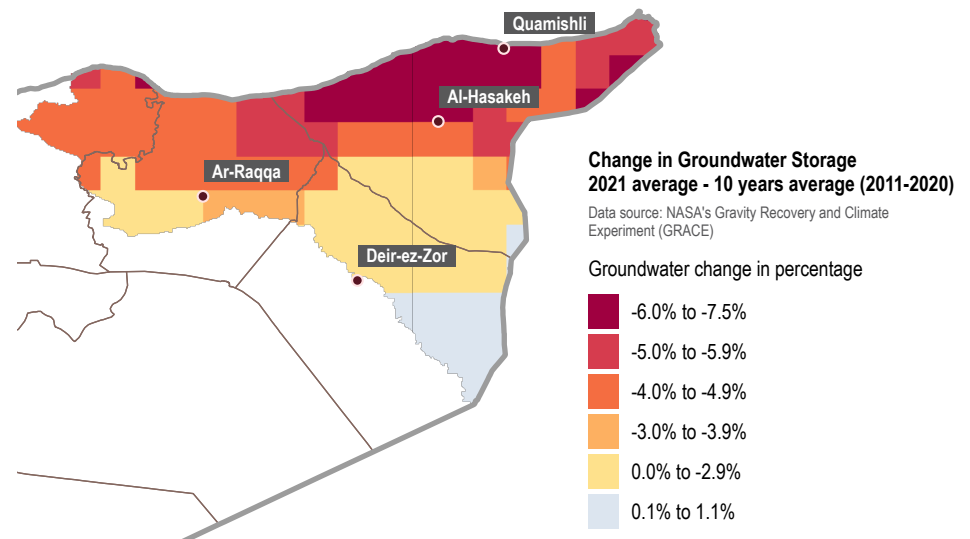 Quamishli
Al-Hasakeh
Ar-Raqqa
Deir-ez-Zor
Change in Groundwater Storage
2021 average - 10 years average (2011-2020)
Data source: NASA's Gravity Recovery and Climate
Experiment (GRACE)
Groundwater change in percentage
-6.0% to -7.5%
-5.0% to -5.9%
-4.0% to -4.9%
-3.0% to -3.9%
0.0% to -2.9%
0.1% to 1.1%